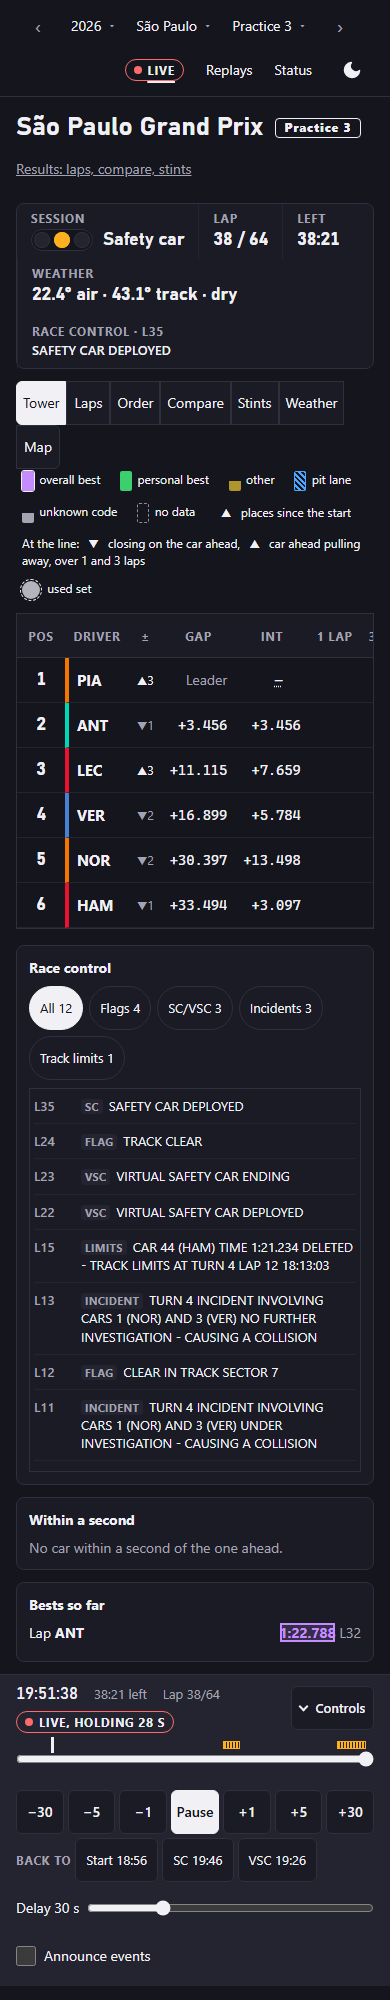 ‹ 2026 São Paulo Practice 3 ›
LIVE Replays Status
São Paulo Grand Prix Practice 3
Results: laps, compare, stints
SESSION LAP LEFT
Safety car 38 / 64 38:21
WEATHER
22.4° air · 43.1° track · dry
RACE CONTROL · L35
SAFETY CAR DEPLOYED
Tower Laps Order Compare Stints Weather
Map
overall best personal best other pit lane
unknown code no data ▲ places since the start
At the line: ▼ closing on the car ahead, ▲ car ahead pulling
away, over 1 and 3 laps
used set
POS DRIVER ± GAP INT 1 LAP
1 PIA ▲3 Leader –
2 ANT ▼1 +3.456 +3.456
3 LEC ▲3 +11.115 +7.659
4 VER ▼2 +16.899 +5.784
5 NOR ▼2 +30.397 +13.498
6 HAM ▼1 +33.494 +3.097
Race control
All 12 Flags 4 SC/VSC 3 Incidents 3
Track limits 1
L35 SC SAFETY CAR DEPLOYED
L24 FLAG TRACK CLEAR
L23 VSC VIRTUAL SAFETY CAR ENDING
L22 VSC VIRTUAL SAFETY CAR DEPLOYED
L15 LIMITS CAR 44 (HAM) TIME 1:21.234 DELETED
- TRACK LIMITS AT TURN 4 LAP 12 18:13:03
L13 INCIDENT TURN 4 INCIDENT INVOLVING
CARS 1 (NOR) AND 3 (VER) NO FURTHER
INVESTIGATION - CAUSING A COLLISION
L12 FLAG CLEAR IN TRACK SECTOR 7
L11 INCIDENT TURN 4 INCIDENT INVOLVING
CARS 1 (NOR) AND 3 (VER) UNDER
INVESTIGATION - CAUSING A COLLISION
Within a second
No car within a second of the one ahead.
Bests so far
Lap ANT 1:22.788 L32
19:51:38 38:21 left Lap 38/64
Controls
LIVE, HOLDING 28 S
−30 −5 −1 Pause +1 +5 +30
BACK TO Start 18:56 SC 19:46 VSC 19:26
Delay 30 s
Announce events